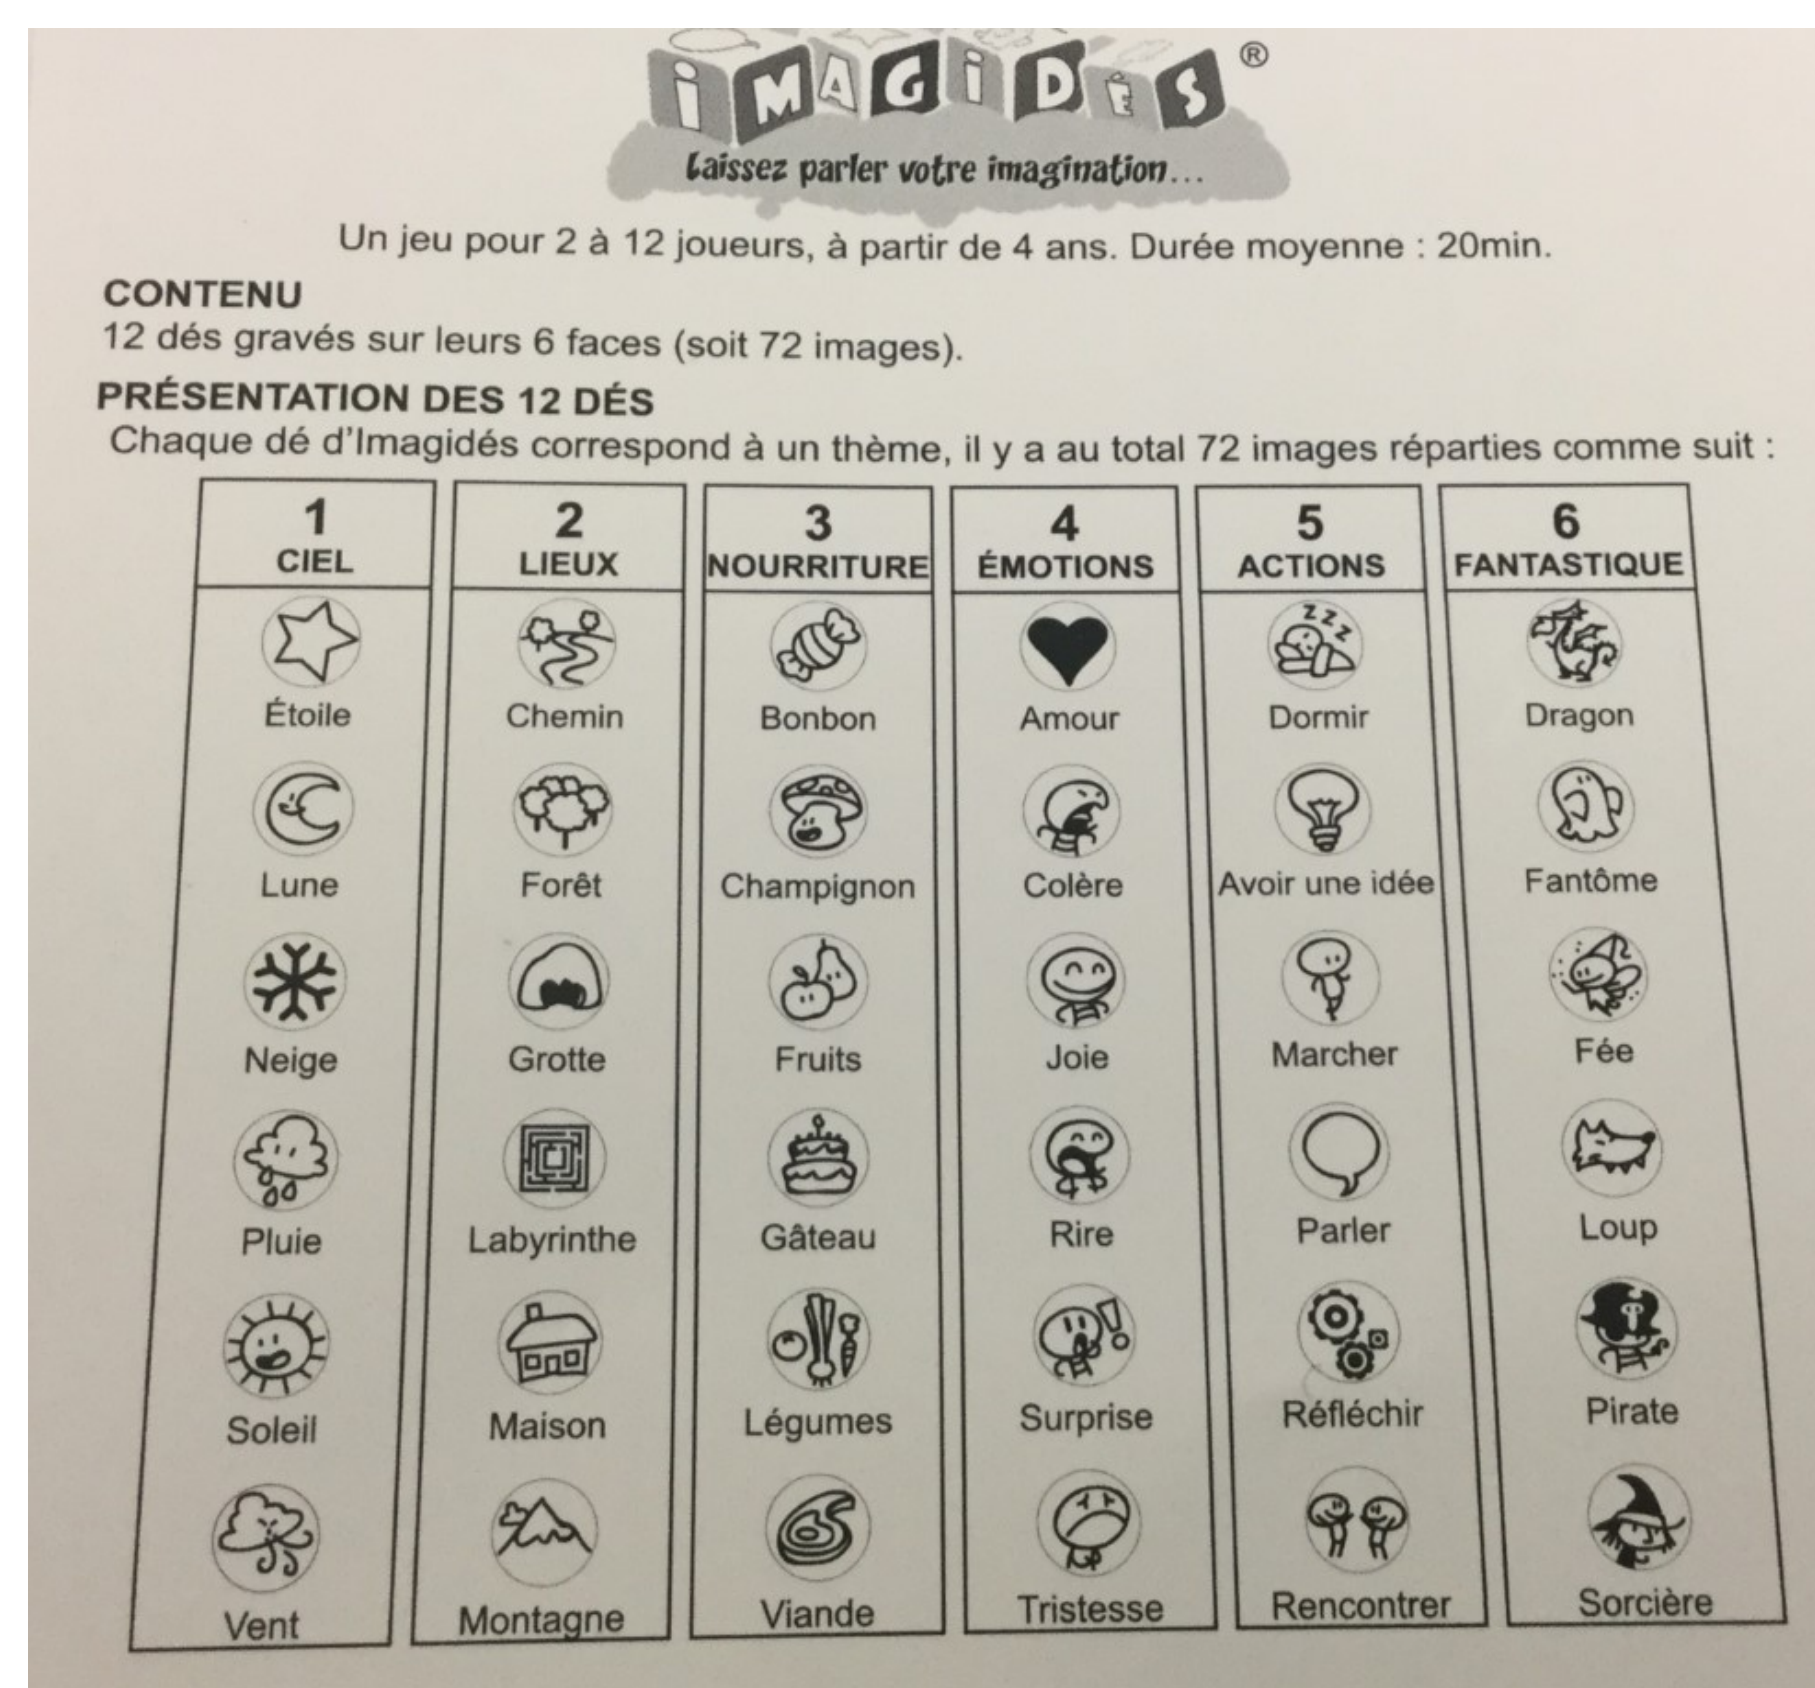 iMAGiDÉS ®
Laissez parler votre imagination...
Un jeu pour 2 à 12 joueurs, à partir de 4 ans. Durée moyenne : 20min.
CONTENU
12 dés gravés sur leurs 6 faces (soit 72 images).
PRÉSENTATION DES 12 DÉS
Chaque dé d'Imagidés correspond à un thème, il y a au total 72 images réparties comme suit :
1 2 3 4 5 6
CIEL LIEUX NOURRITURE ÉMOTIONS ACTIONS FANTASTIQUE
zzz
Étoile Chemin Bonbon Amour Dormir Dragon
Lune Forêt Champignon Colère Avoir une idée Fantôme
Neige Grotte Fruits Joie Marcher Fée
Pluie Labyrinthe Gâteau Rire Parler Loup
!
Soleil Maison Légumes Surprise Réfléchir Pirate
Vent Montagne Viande Tristesse Rencontrer Sorcière